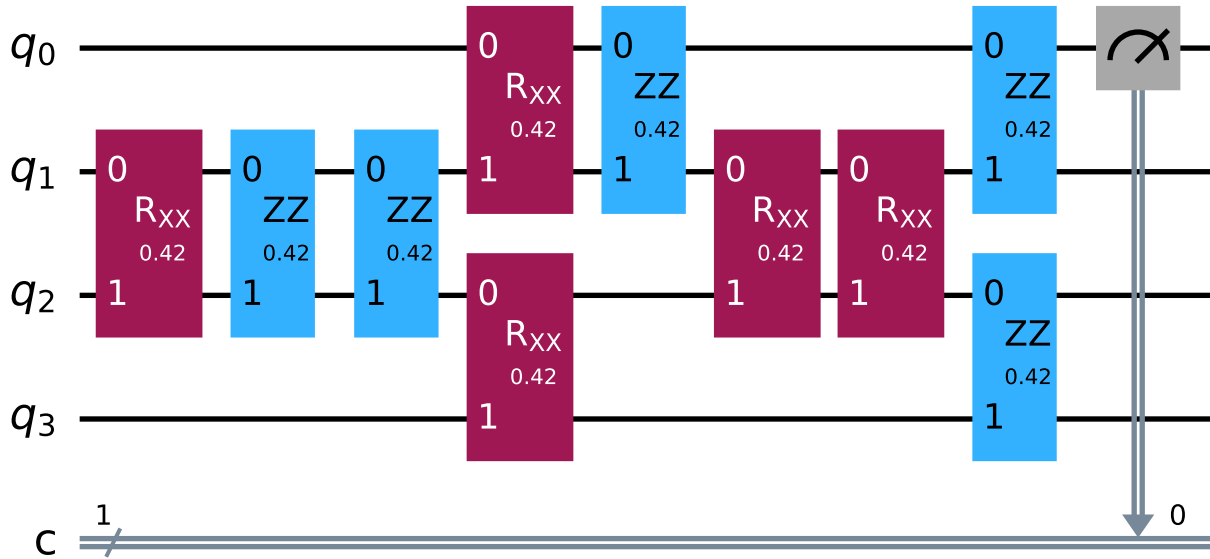 q0 0 0 0
RXX ZZ ZZ
0.42 0.42 0.42
q1 0 0 0 1 1 0 0 1
RXX ZZ ZZ RXX RXX
0.42 0.42 0.42 0.42 0.42
q2 1 1 1 0 1 1 0
RXX ZZ
0.42 0.42
q3 1 1
1 0
c